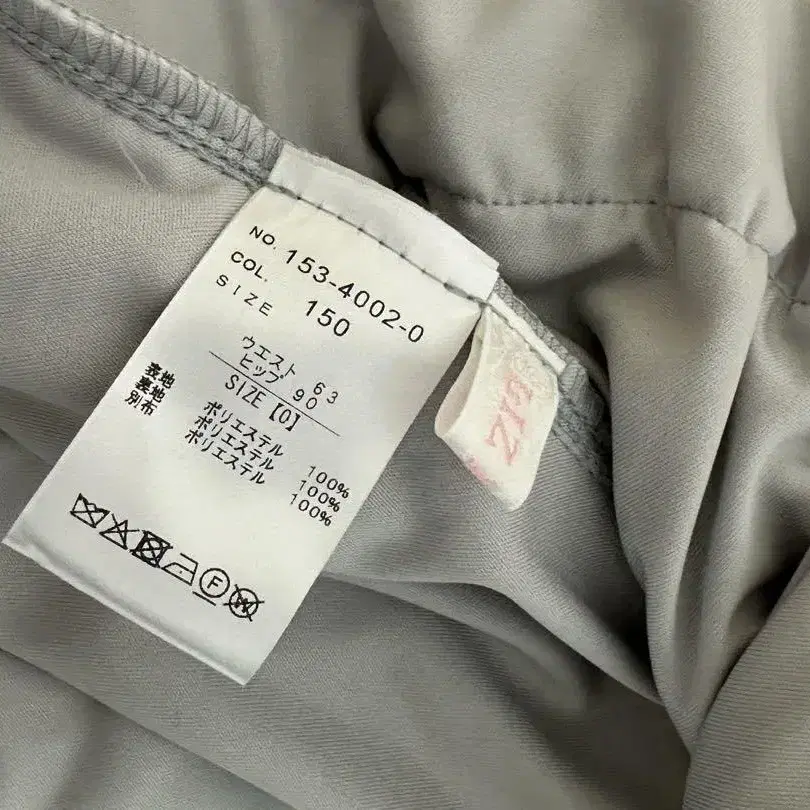 NO. 153-4002-0
COL. 150
SIZE
ウエスト 63
ヒップ 90
SIZE【0】
表地 ポリエステル 100%
裏地 ポリエステル 100%
別布 ポリエステル 100%
F
W